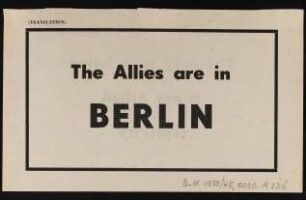 (TRANSLATION)
The Allies are in
BERLIN